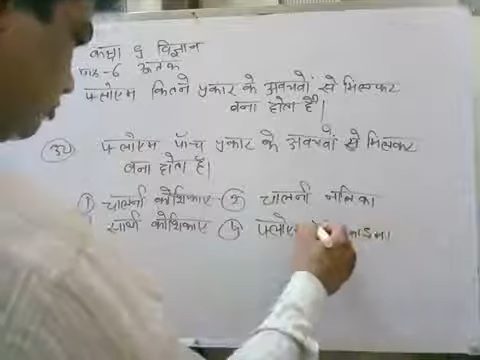 कक्षा 9 विज्ञान
पाठ-6 ऊतक
फ्लोएम कितने प्रकार के अवयवों से मिलकर
बना होता है।
उ० फ्लोएम पाँच प्रकार के अवयवों से मिलकर
बना होता है।
① चालनी कोशिकाए ② चालनी नलिका
साथी कोशिकाए फ्लोएम